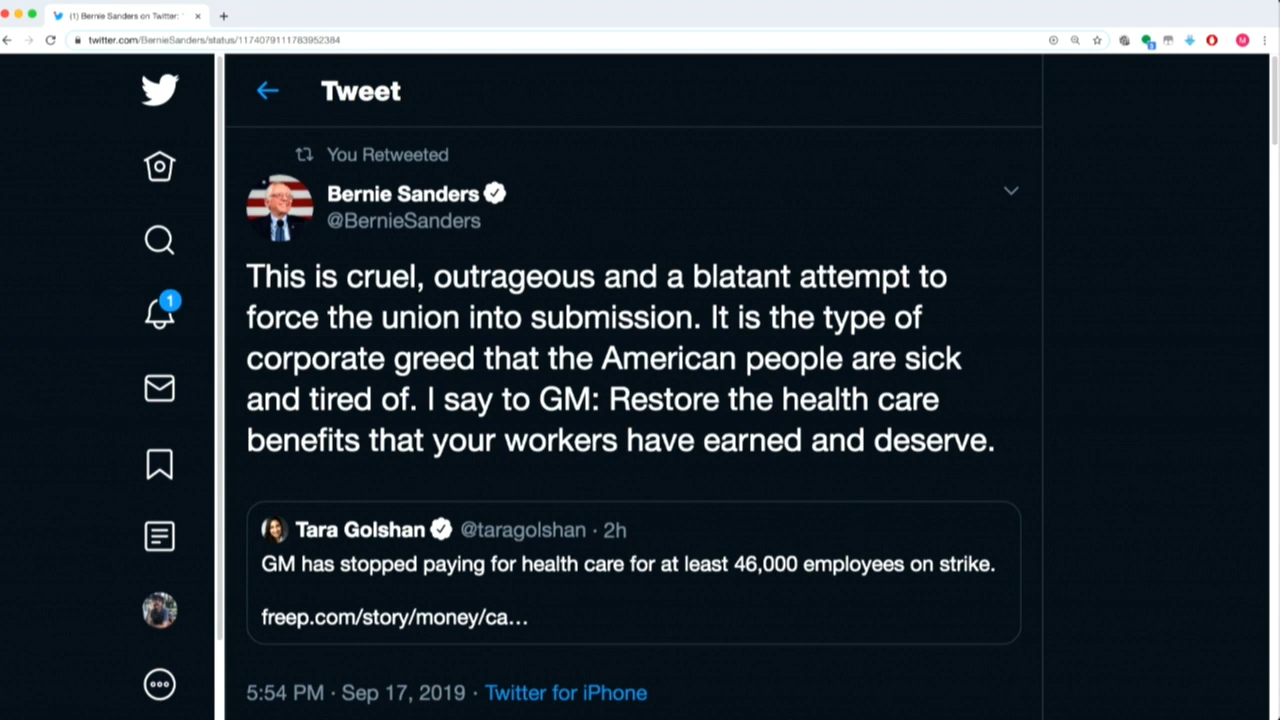 (1) Bernie Sanders on Twitter: "
twitter.com/BernieSanders/status/1174079111783952384
Tweet
You Retweeted
Bernie Sanders
@BernieSanders
This is cruel, outrageous and a blatant attempt to
force the union into submission. It is the type of
corporate greed that the American people are sick
and tired of. I say to GM: Restore the health care
benefits that your workers have earned and deserve.
1
Tara Golshan @taragolshan · 2h
GM has stopped paying for health care for at least 46,000 employees on strike.
freep.com/story/money/ca...
5:54 PM · Sep 17, 2019 · Twitter for iPhone